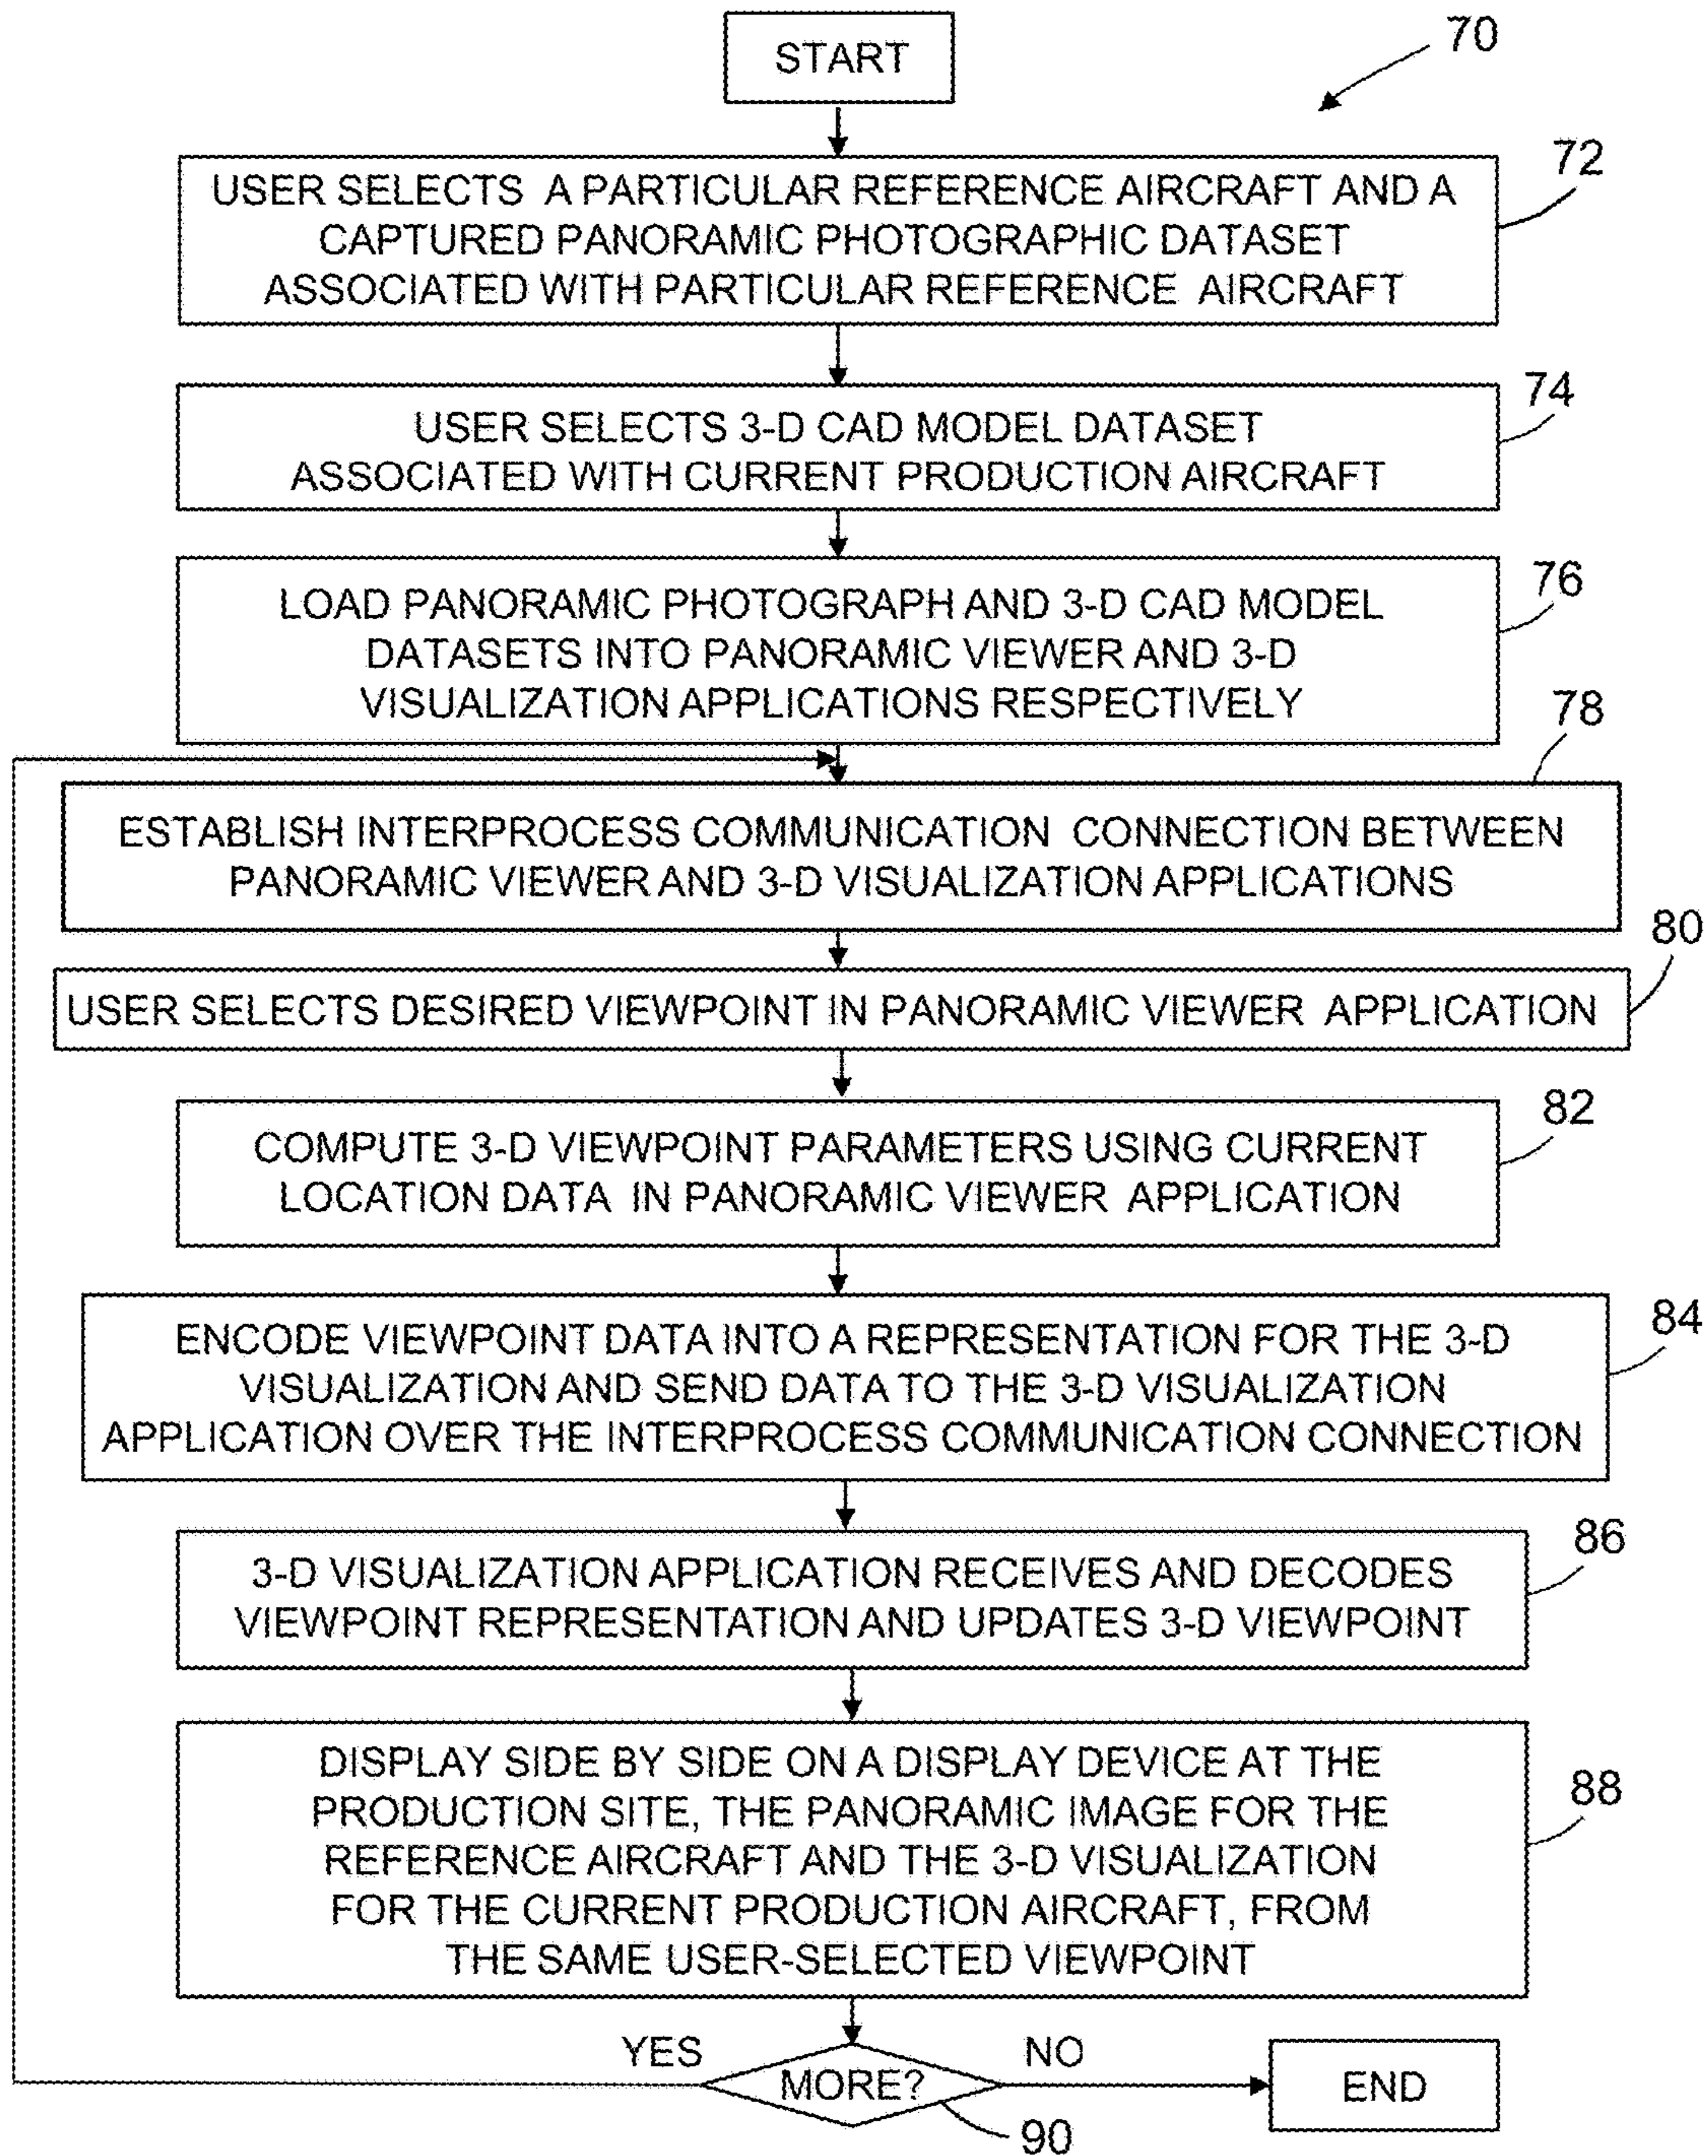 START
70
72
USER SELECTS A PARTICULAR REFERENCE AIRCRAFT AND A
CAPTURED PANORAMIC PHOTOGRAPHIC DATASET
ASSOCIATED WITH PARTICULAR REFERENCE AIRCRAFT
74
USER SELECTS 3-D CAD MODEL DATASET
ASSOCIATED WITH CURRENT PRODUCTION AIRCRAFT
76
LOAD PANORAMIC PHOTOGRAPH AND 3-D CAD MODEL
DATASETS INTO PANORAMIC VIEWER AND 3-D
VISUALIZATION APPLICATIONS RESPECTIVELY
78
ESTABLISH INTERPROCESS COMMUNICATION CONNECTION BETWEEN
PANORAMIC VIEWER AND 3-D VISUALIZATION APPLICATIONS
80
USER SELECTS DESIRED VIEWPOINT IN PANORAMIC VIEWER APPLICATION
82
COMPUTE 3-D VIEWPOINT PARAMETERS USING CURRENT
LOCATION DATA IN PANORAMIC VIEWER APPLICATION
84
ENCODE VIEWPOINT DATA INTO A REPRESENTATION FOR THE 3-D
VISUALIZATION AND SEND DATA TO THE 3-D VISUALIZATION
APPLICATION OVER THE INTERPROCESS COMMUNICATION CONNECTION
86
3-D VISUALIZATION APPLICATION RECEIVES AND DECODES
VIEWPOINT REPRESENTATION AND UPDATES 3-D VIEWPOINT
88
DISPLAY SIDE BY SIDE ON A DISPLAY DEVICE AT THE
PRODUCTION SITE, THE PANORAMIC IMAGE FOR THE
REFERENCE AIRCRAFT AND THE 3-D VISUALIZATION
FOR THE CURRENT PRODUCTION AIRCRAFT, FROM
THE SAME USER-SELECTED VIEWPOINT
YES
NO
MORE?
END
90